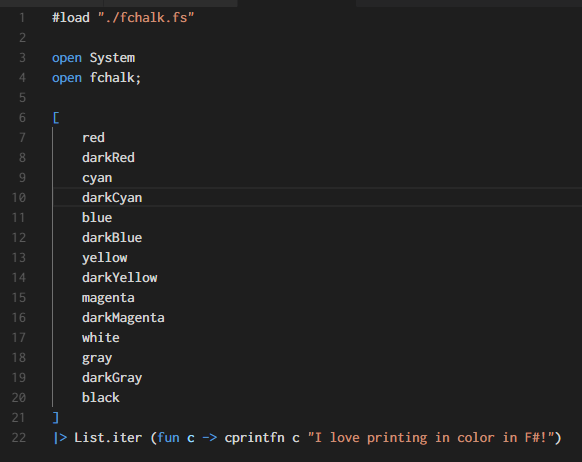 1 #load "./fchalk.fs"
2
3 open System
4 open fchalk;
5
6 [
7 red
8 darkRed
9 cyan
10 darkCyan
11 blue
12 darkBlue
13 yellow
14 darkYellow
15 magenta
16 darkMagenta
17 white
18 gray
19 darkGray
20 black
21 ]
22 |> List.iter (fun c -> cprintfn c "I love printing in color in F#!")